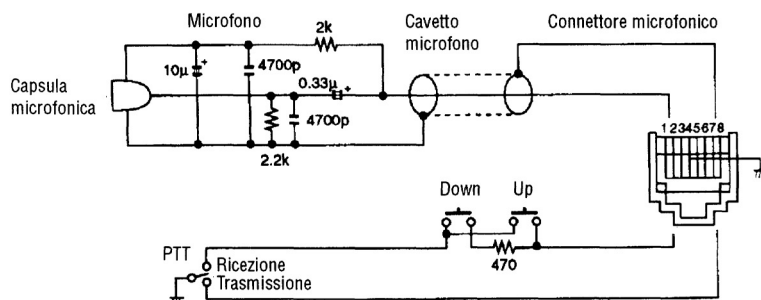 Microfono
2k
Cavetto
microfono
Connettore microfonico
Capsula
microfonica
10µ
+
4700p
0.33µ
+
4700p
2.2k
12345678
Down
Up
470
PTT
Ricezione
Trasmissione